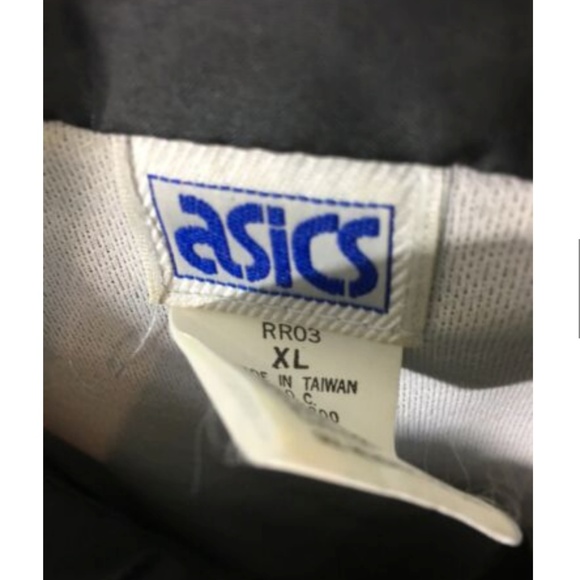 asics
RR03
XL
IN TAIWAN
O.C.